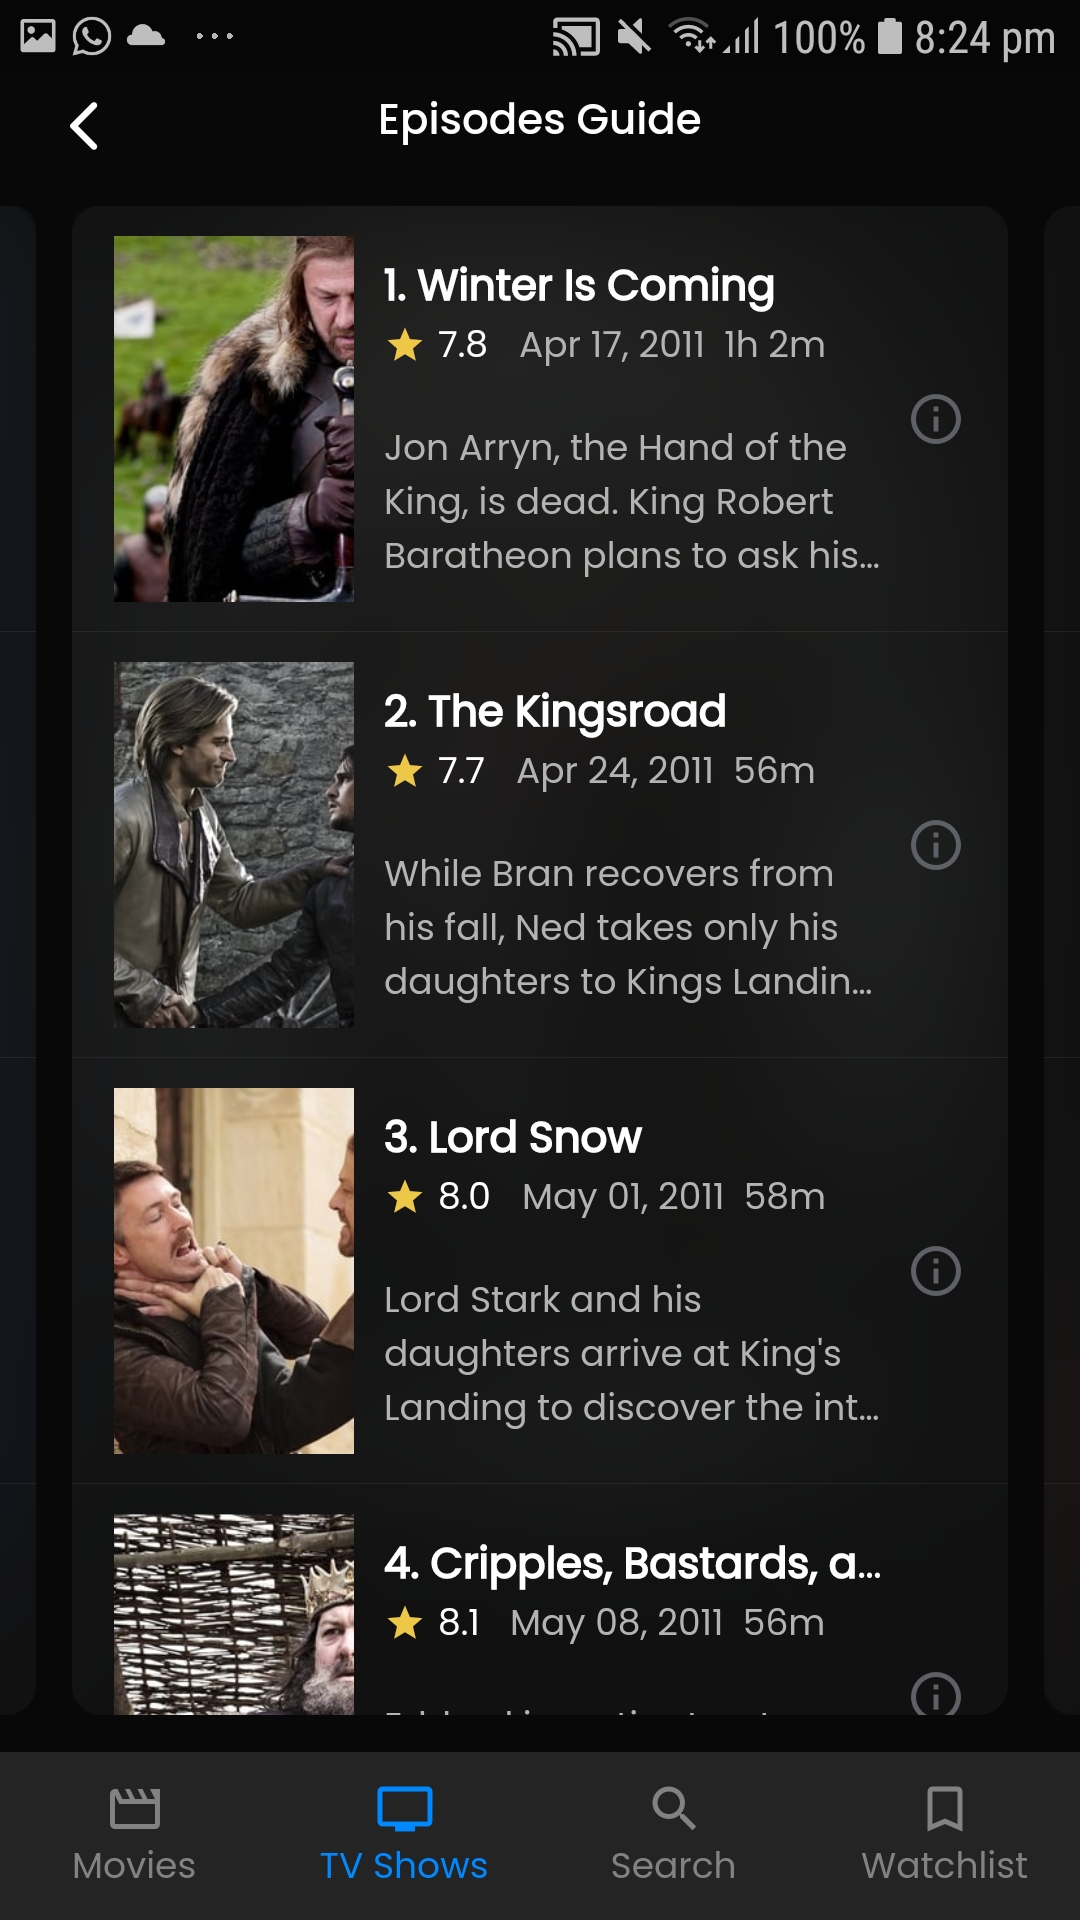 100% 8:24 pm
Episodes Guide
1. Winter Is Coming
7.8 Apr 17, 2011 1h 2m
Jon Arryn, the Hand of the
King, is dead. King Robert
Baratheon plans to ask his...
2. The Kingsroad
7.7 Apr 24, 2011 56m
While Bran recovers from
his fall, Ned takes only his
daughters to Kings Landin...
3. Lord Snow
8.0 May 01, 2011 58m
Lord Stark and his
daughters arrive at King's
Landing to discover the int...
4. Cripples, Bastards, a...
8.1 May 08, 2011 56m
Movies TV Shows Search Watchlist